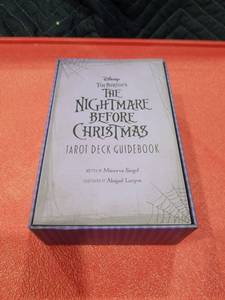 Disney
TIM BURTON'S
THE
NIGHTMARE
BEFORE
CHRISTMAS
TAROT DECK GUIDEBOOK
WRITTEN BY Minerva Siegel
ILLUSTRATED BY Abigail Larson